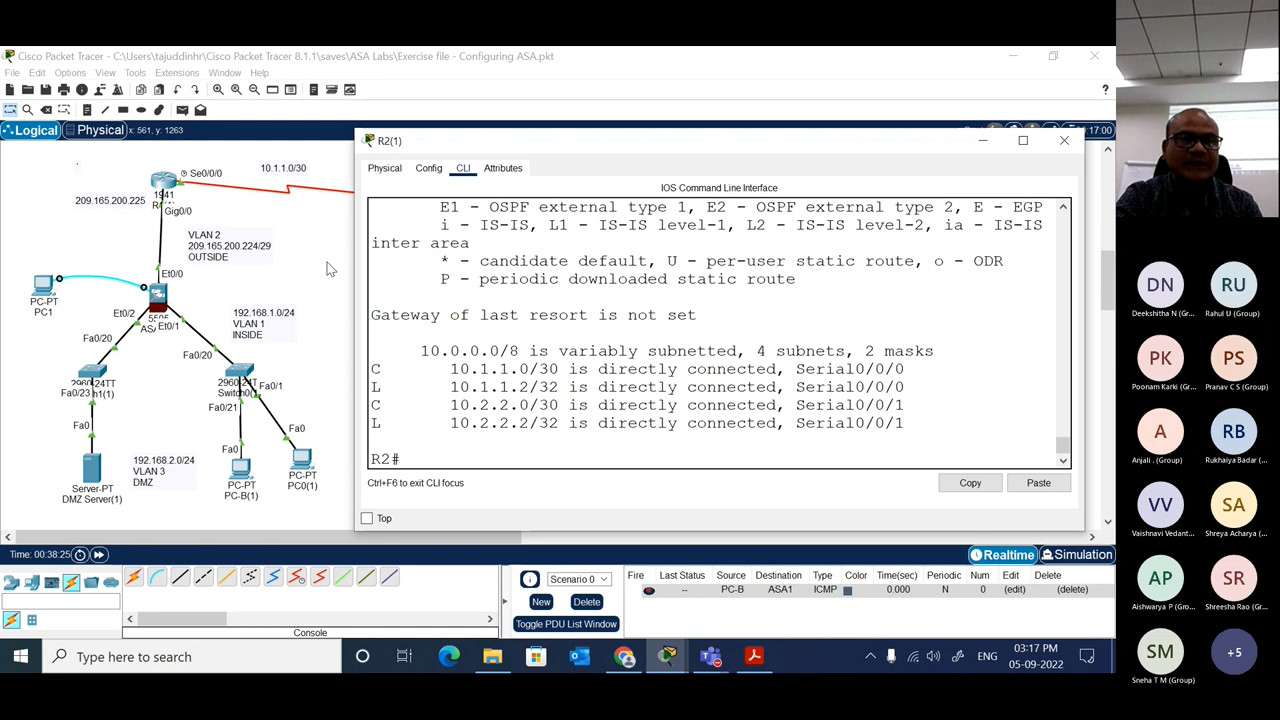 Cisco Packet Tracer - C:\Users\tajuddinhr\Cisco Packet Tracer 8.1.1\saves\ASA Labs\Exercise file - Configuring ASA.pkt
File Edit Options View Tools Extensions Window Help
Logical Physical x: 561, y: 1263
:17:00
Se0/0/0
10.1.1.0/30
1941
209.165.200.225
Gig0/0
VLAN 2
209.165.200.224/29
OUTSIDE
Et0/0
PC-PT
PC1
Et0/2
5505
Et0/1
192.168.1.0/24
VLAN 1
INSIDE
Fa0/20
Fa0/20
Fa0/23
Fa0/1
Fa0/21
Fa0
Fa0
Fa0
192.168.2.0/24
VLAN 3
DMZ
Server-PT
DMZ Server(1)
PC-PT
PC-B(1)
PC-PT
PC0(1)
R2(1)
Physical Config CLI Attributes
IOS Command Line Interface
E1 - OSPF external type 1, E2 - OSPF external type 2, E - EGP
i - IS-IS, L1 - IS-IS level-1, L2 - IS-IS level-2, ia - IS-IS
inter area
* - candidate default, U - per-user static route, o - ODR
P - periodic downloaded static route
Gateway of last resort is not set
10.0.0.0/8 is variably subnetted, 4 subnets, 2 masks
C 10.1.1.0/30 is directly connected, Serial0/0/0
L 10.1.1.2/32 is directly connected, Serial0/0/0
C 10.2.2.0/30 is directly connected, Serial0/0/1
L 10.2.2.2/32 is directly connected, Serial0/0/1
R2#
Ctrl+F6 to exit CLI focus
Copy Paste
Top
Time: 00:38:25
Realtime Simulation
Scenario 0
New Delete
Toggle PDU List Window
Fire Last Status Source Destination Type Color Time(sec) Periodic Num Edit Delete
-- PC-B ASA1 ICMP 0.000 N 0 (edit) (delete)
Console
Type here to search
ENG
03:17 PM
05-09-2022
DN RU
Deekshitha N (... Rahul U (Group)
PK PS
Poonam Karki (Gr... Pranav C S (Group)
A RB
Anjali . (Group) Rukhaiya Badar (...
VV SA
Vaishnavi Vedant... Shreya Acharya (...
AP SR
Aishwarya P (Gro... Shreesha Rao (G...
SM +5
Sneha T M (Group)